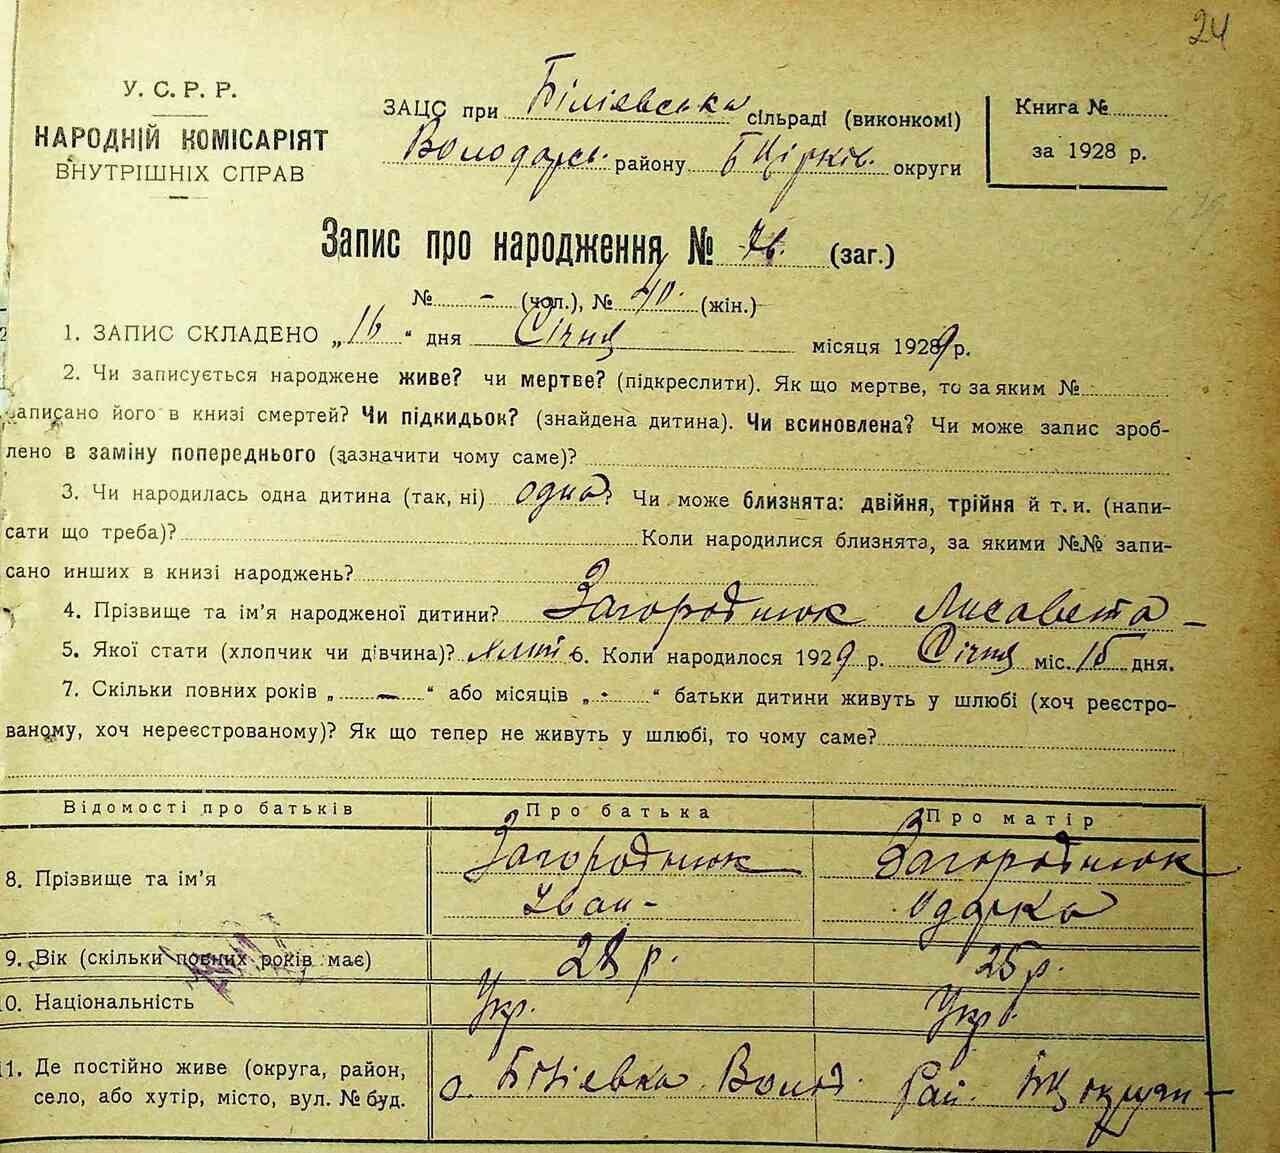 24
У. С. Р. Р.
НАРОДНІЙ КОМІСАРІЯТ
ВНУТРІШНІХ СПРАВ
ЗАЦС при Біліївська сільраді (виконкомі)
Володарсь. району Б Церків. округи
Книга №
за 1928 р.
Запис про народження № (заг.)
№ - (чол.), № (жін.)
1. ЗАПИС СКЛАДЕНО „16“ дня Січня місяця 1929 р.
2. Чи записується народжене живе? чи мертве? (підкреслити). Як що мертве, то за яким №
записано його в книзі смертей? Чи підкидьок? (знайдена дитина). Чи всиновлена? Чи може запис зроб-
лено в заміну попереднього (зазначити чому саме)?
3. Чи народилась одна дитина (так, ні) одна? Чи може близнята: двійня, трійня й т. и. (напи-
сати що треба)? Коли народилися близнята, за якими №№ запи-
сано инших в книзі народжень?
4. Прізвище та ім’я народженої дитини? Загороднюк Лисавета
5. Якої статі (хлопчик чи дівчина)? 6. Коли народилося 1929 р. Січня міс. 15 дня.
7. Скільки повних років „ - “ або місяців „ - “ батьки дитини живуть у шлюбі (хоч реєстро-
ваному, хоч нереєстрованому)? Як що тепер не живуть у шлюбі, то чому саме?
Відомості про батьків Про батька Про матір
8. Прізвище та ім’я Загороднюк Загороднюк
Іван - Одарка
9. Вік (скільки повних років має) 28 р. 25 р.
10. Національність Укр. Укр.
11. Де постійно живе (округа, район,
село, або хутір, місто, вул. № буд. с. Біліївка Волод. Рай. БЦ округи